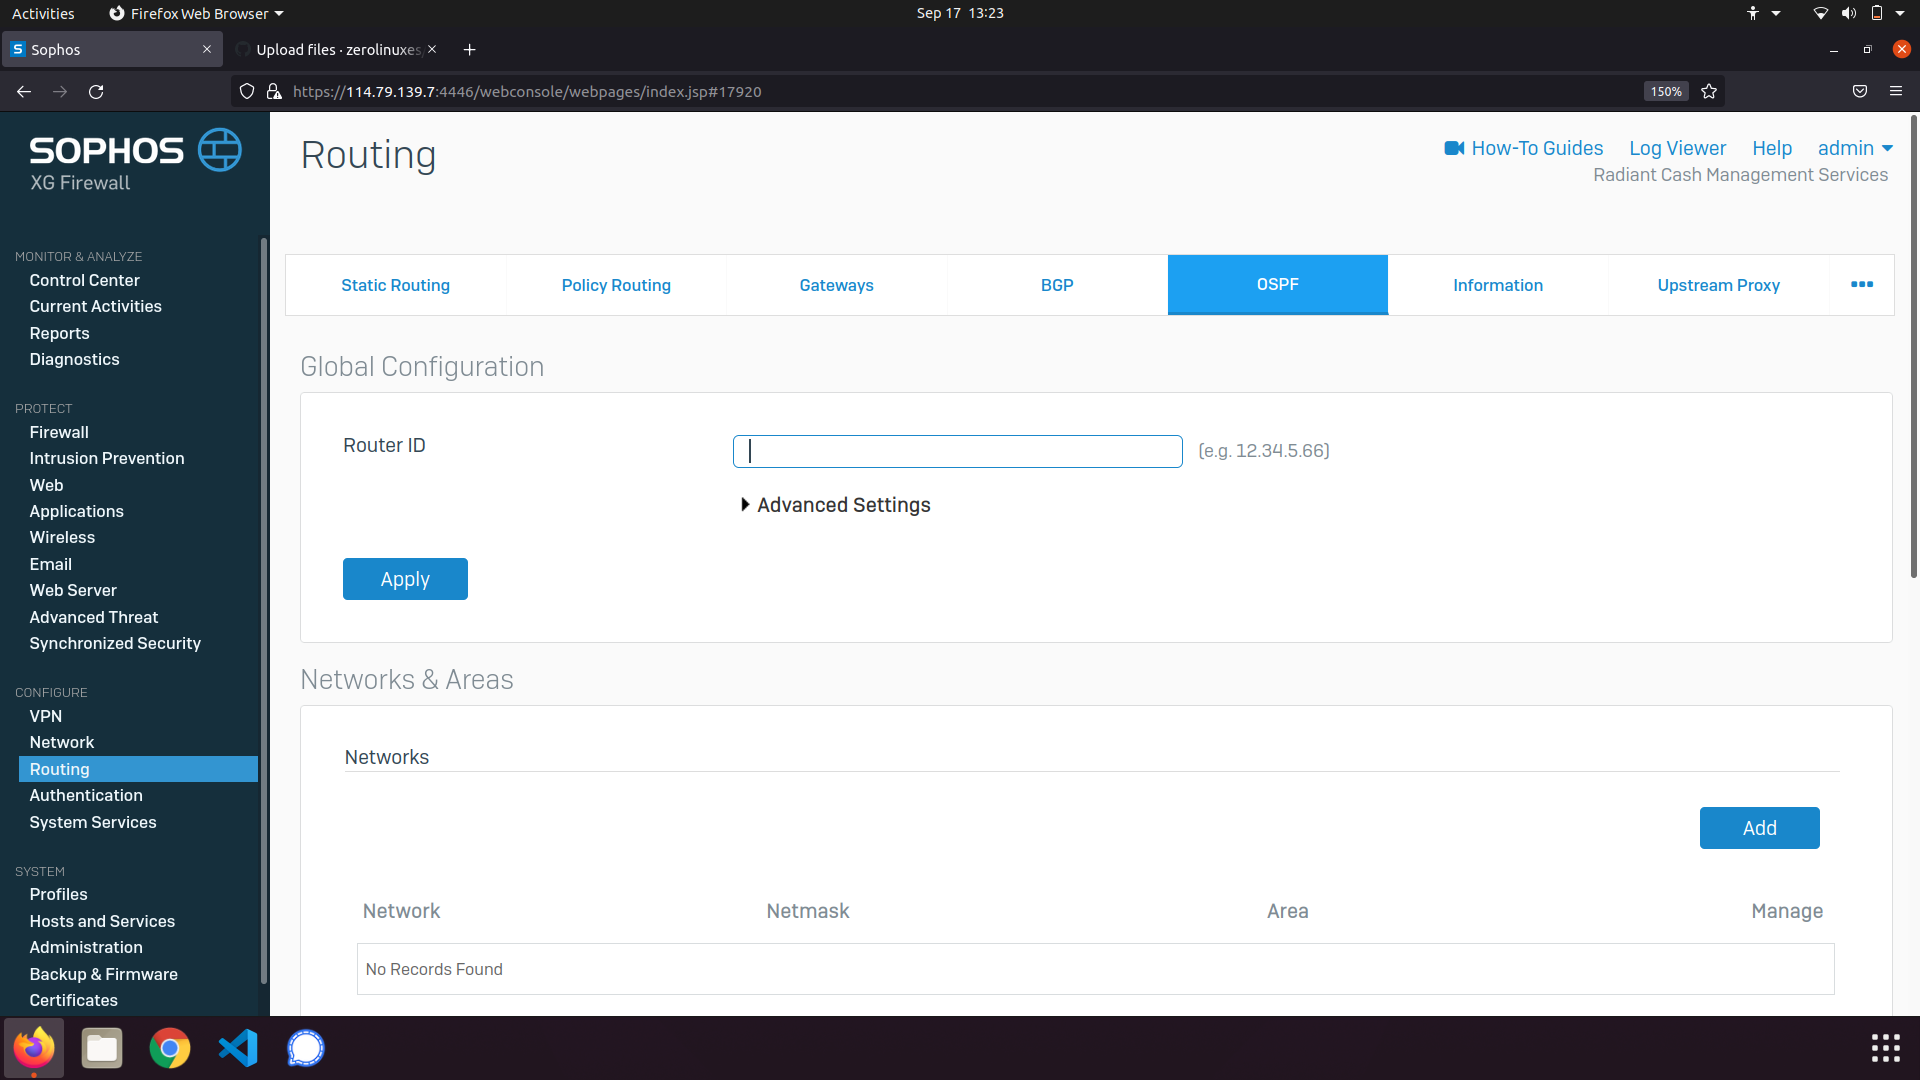 Activities
Firefox Web Browser
Sep 17 13:23
S Sophos
Upload files · zerolinuxes
https://114.79.139.7:4446/webconsole/webpages/index.jsp#17920
150%
SOPHOS
XG Firewall
MONITOR & ANALYZE
Control Center
Current Activities
Reports
Diagnostics
PROTECT
Firewall
Intrusion Prevention
Web
Applications
Wireless
Email
Web Server
Advanced Threat
Synchronized Security
CONFIGURE
VPN
Network
Routing
Authentication
System Services
SYSTEM
Profiles
Hosts and Services
Administration
Backup & Firmware
Certificates
Routing
How-To Guides
Log Viewer
Help
admin
Radiant Cash Management Services
Static Routing
Policy Routing
Gateways
BGP
OSPF
Information
Upstream Proxy
Global Configuration
Router ID
(e.g. 12.34.5.66)
Advanced Settings
Apply
Networks & Areas
Networks
Add
Network
Netmask
Area
Manage
No Records Found